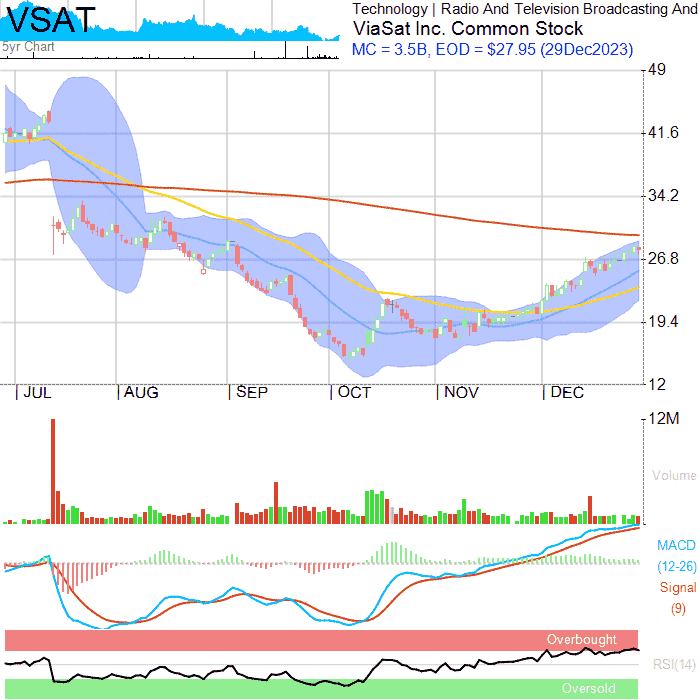 VSAT
5yr Chart
Technology | Radio And Television Broadcasting And
ViaSat Inc. Common Stock
MC = 3.5B, EOD = $27.95 (29Dec2023)
49
41.6
34.2
26.8
19.4
12
JUL AUG SEP OCT NOV DEC
12M
Volume
MACD
(12-26)
Signal
(9)
Overbought
RSI(14)
Oversold